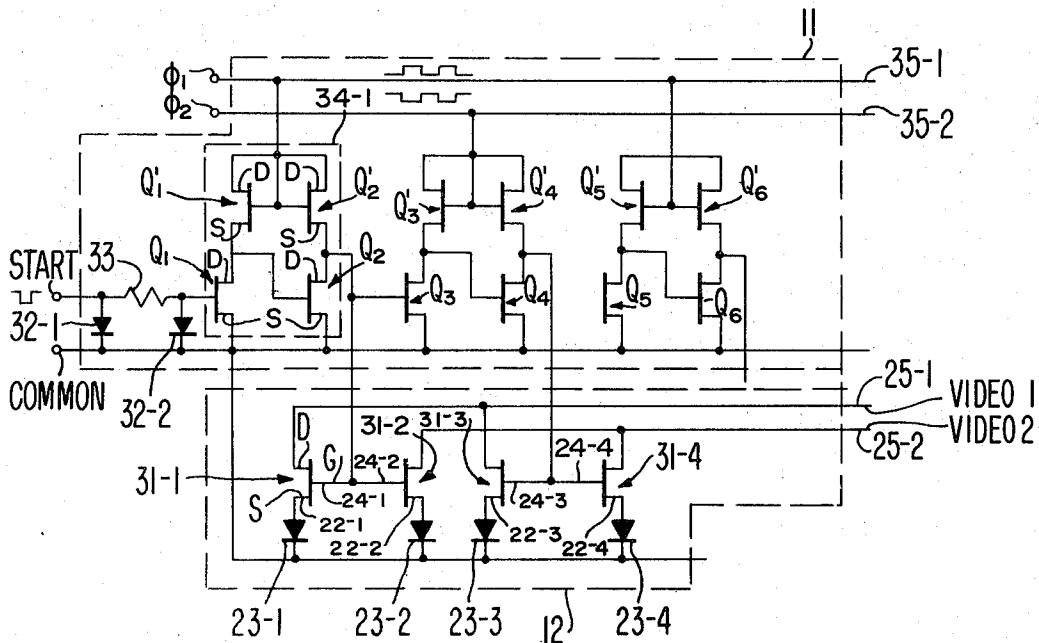 11
Φ1
35-1
Φ2
35-2
34-1
D D
Q'1 Q'2 Q'3 Q'4 Q'5 Q'6
S S
START 33 Q1 D D Q2
Q3 Q4 Q5 Q6
S
32-1
COMMON
32-2
25-1 VIDEO 1
25-2 VIDEO 2
31-2 31-3
D G 24-2 24-4 31-4
31-1 24-1 24-3
S 22-1 22-2 22-3 22-4
23-1 23-2 23-3 12 23-4